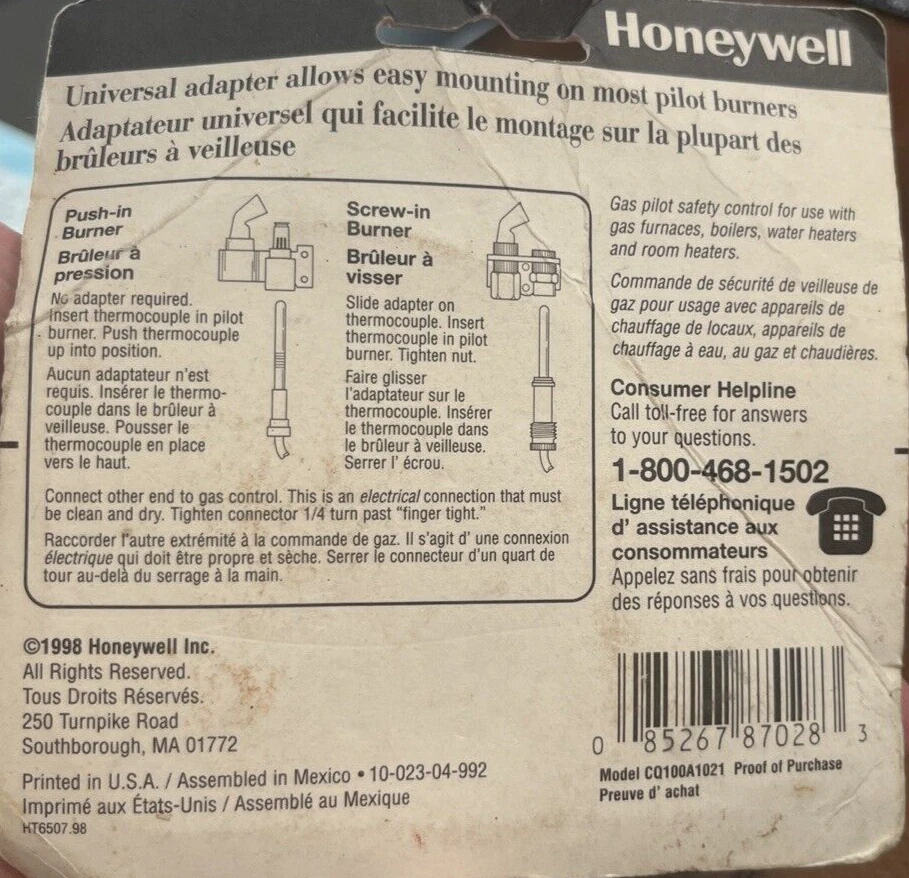 Honeywell
Universal adapter allows easy mounting on most pilot burners
Adaptateur universel qui facilite le montage sur la plupart des
brûleurs à veilleuse
Push-in
Burner
Brûleur à
pression
No adapter required.
Insert thermocouple in pilot
burner. Push thermocouple
up into position.
Aucun adaptateur n'est
requis. Insérer le thermo-
couple dans le brûleur à
veilleuse. Pousser le
thermocouple en place
vers le haut.
Screw-in
Burner
Brûleur à
visser
Slide adapter on
thermocouple. Insert
thermocouple in pilot
burner. Tighten nut.
Faire glisser
l'adaptateur sur le
thermocouple. Insérer
le thermocouple dans
le brûleur à veilleuse.
Serrer l' écrou.
Connect other end to gas control. This is an electrical connection that must
be clean and dry. Tighten connector 1/4 turn past “finger tight.”
Raccorder l'autre extrémité à la commande de gaz. Il s'agit d' une connexion
électrique qui doit être propre et sèche. Serrer le connecteur d'un quart de
tour au-delà du serrage à la main.
Gas pilot safety control for use with
gas furnaces, boilers, water heaters
and room heaters.
Commande de sécurité de veilleuse de
gaz pour usage avec appareils de
chauffage de locaux, appareils de
chauffage à eau, au gaz et chaudières.
Consumer Helpline
Call toll-free for answers
to your questions.
1-800-468-1502
Ligne téléphonique
d' assistance aux
consommateurs
Appelez sans frais pour obtenir
des réponses à vos questions.
©1998 Honeywell Inc.
All Rights Reserved.
Tous Droits Réservés.
250 Turnpike Road
Southborough, MA 01772
Printed in U.S.A. / Assembled in Mexico • 10-023-04-992
Imprimé aux États-Unis / Assemblé au Mexique
HT6507.98
0 85267 87028 3
Model CQ100A1021 Proof of Purchase
Preuve d' achat